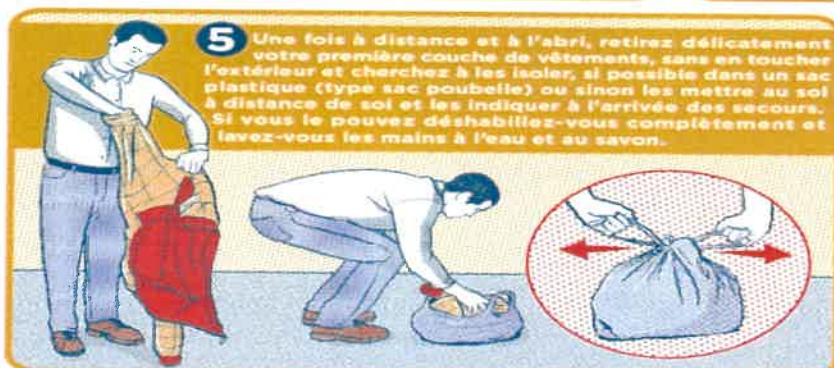 5 Une fois à distance et à l'abri, retirez délicatement
votre première couche de vêtements, sans en toucher
l'extérieur et cherchez à les isoler, si possible dans un sac
plastique (type sac poubelle) ou sinon les mettre au sol
à distance de soi et les indiquer à l'arrivée des secours.
Si vous le pouvez déshabillez-vous complètement et
lavez-vous les mains à l'eau et au savon.